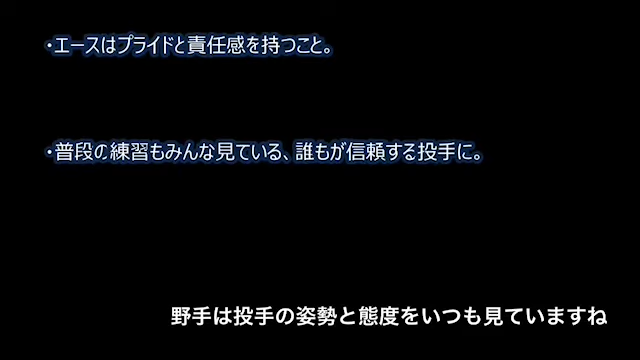 ・エースはプライドと責任感を持つこと。
・普段の練習もみんな見ている、誰もが信頼する投手に。
野手は投手の姿勢と態度をいつも見ていますね